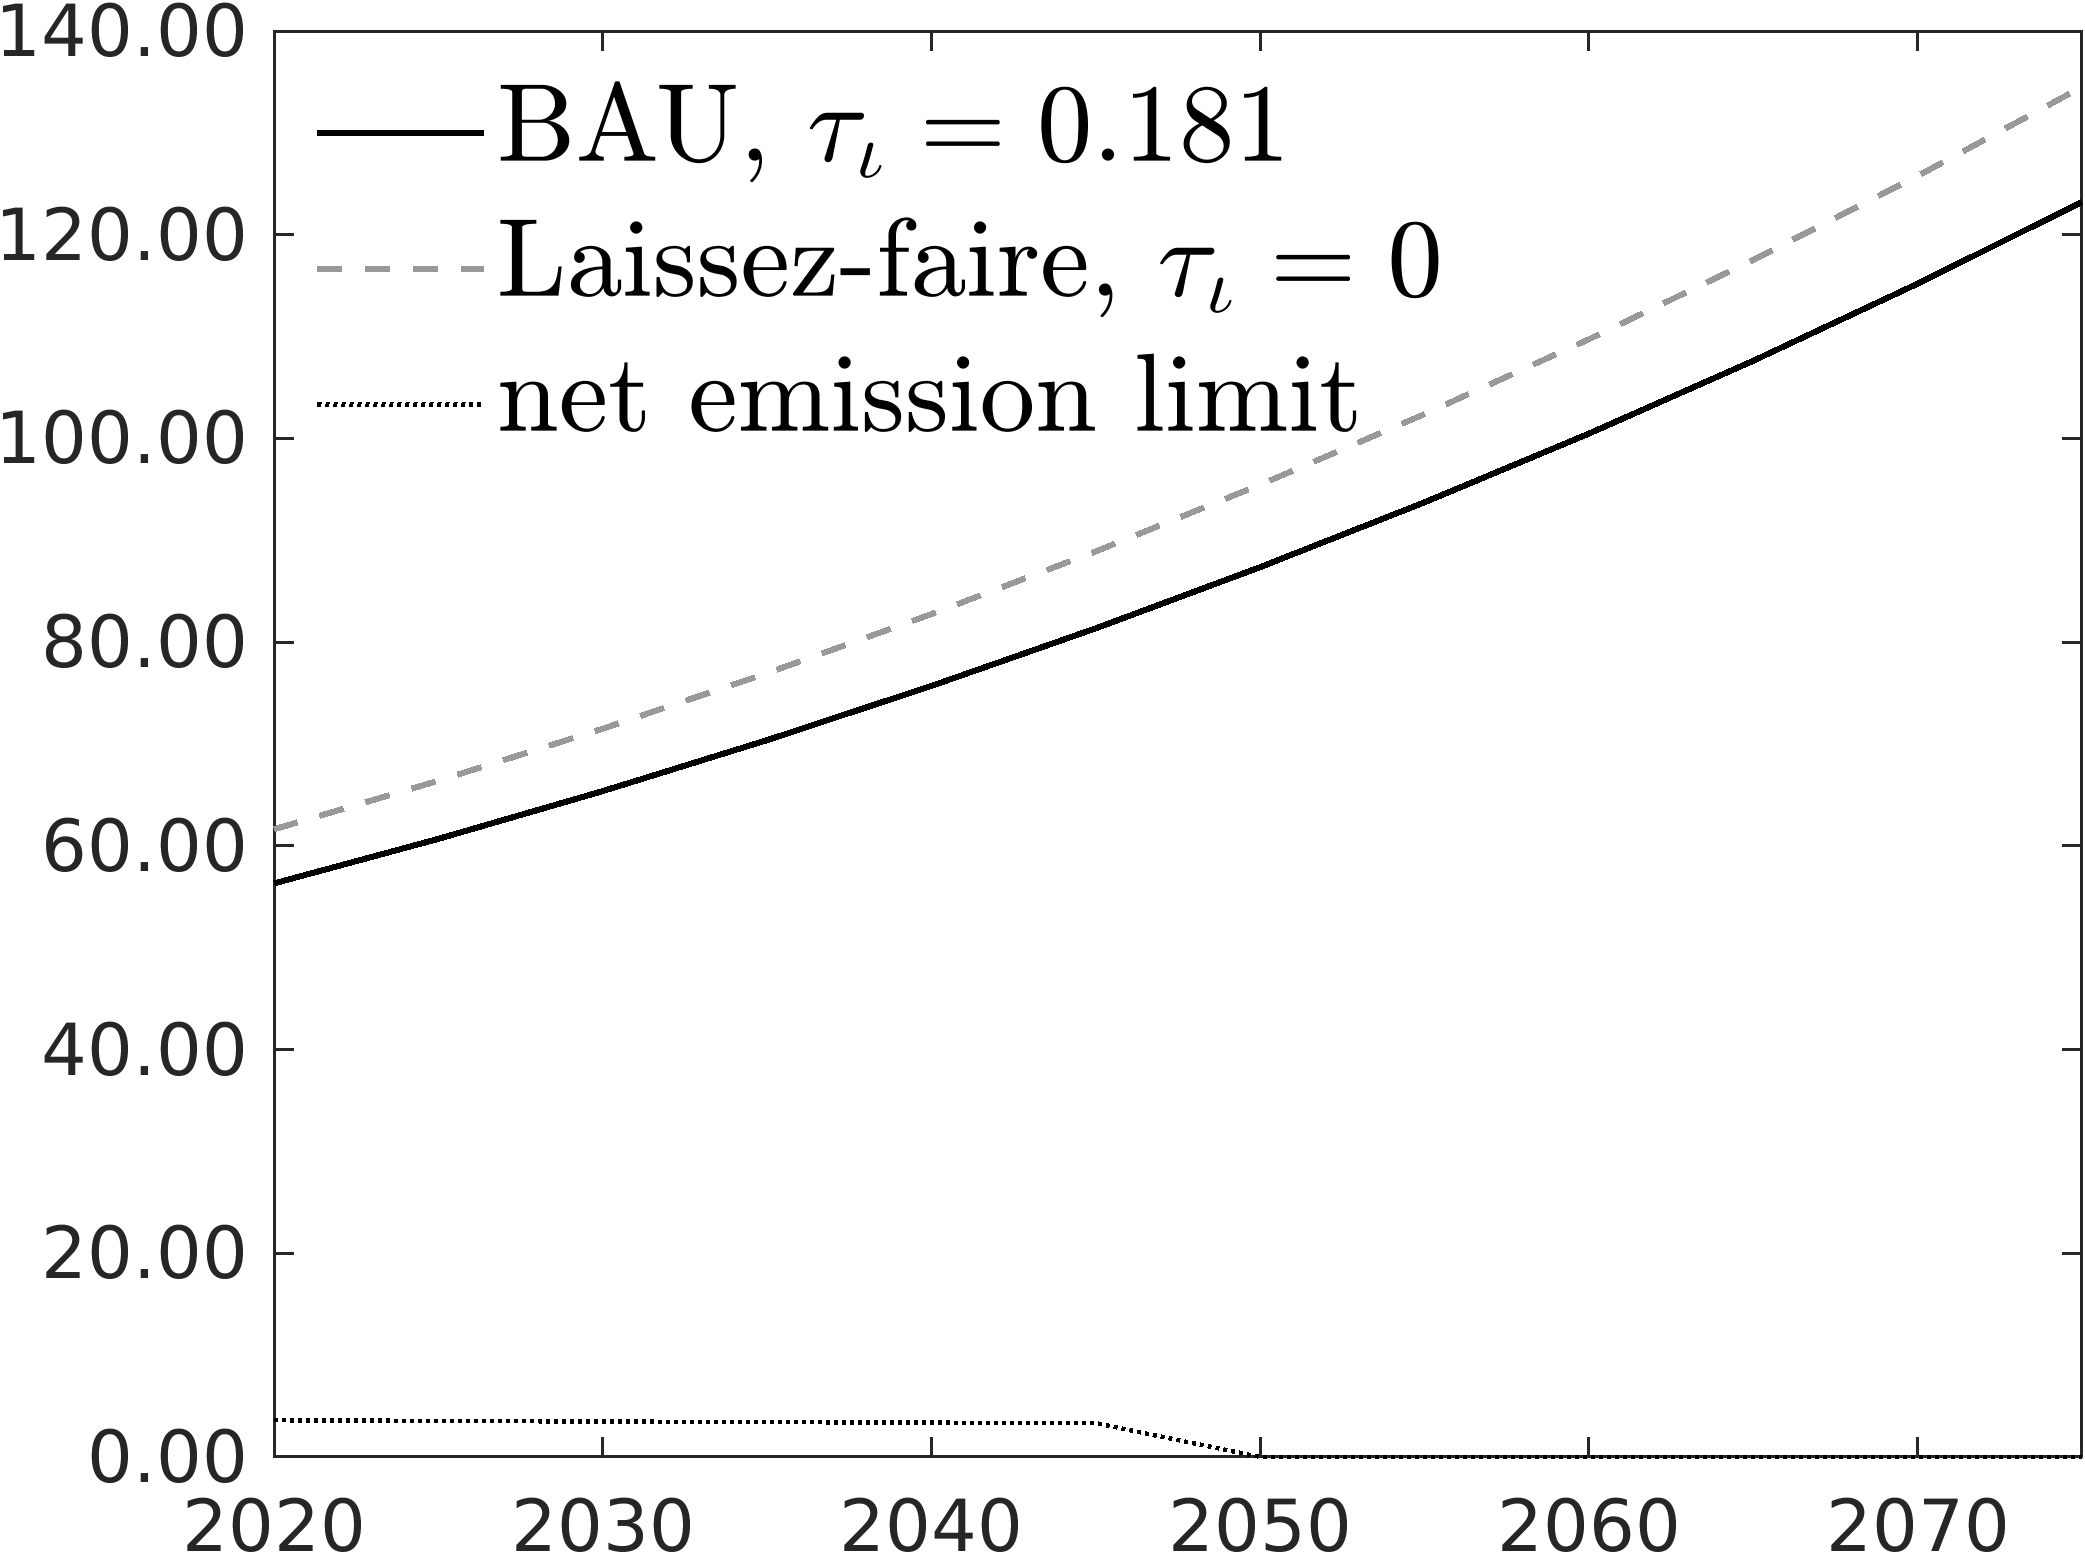 140.00
120.00
100.00
80.00
60.00
40.00
20.00
0.00
BAU, τι = 0.181
Laissez-faire, τι = 0
net emission limit
2020 2030 2040 2050 2060 2070